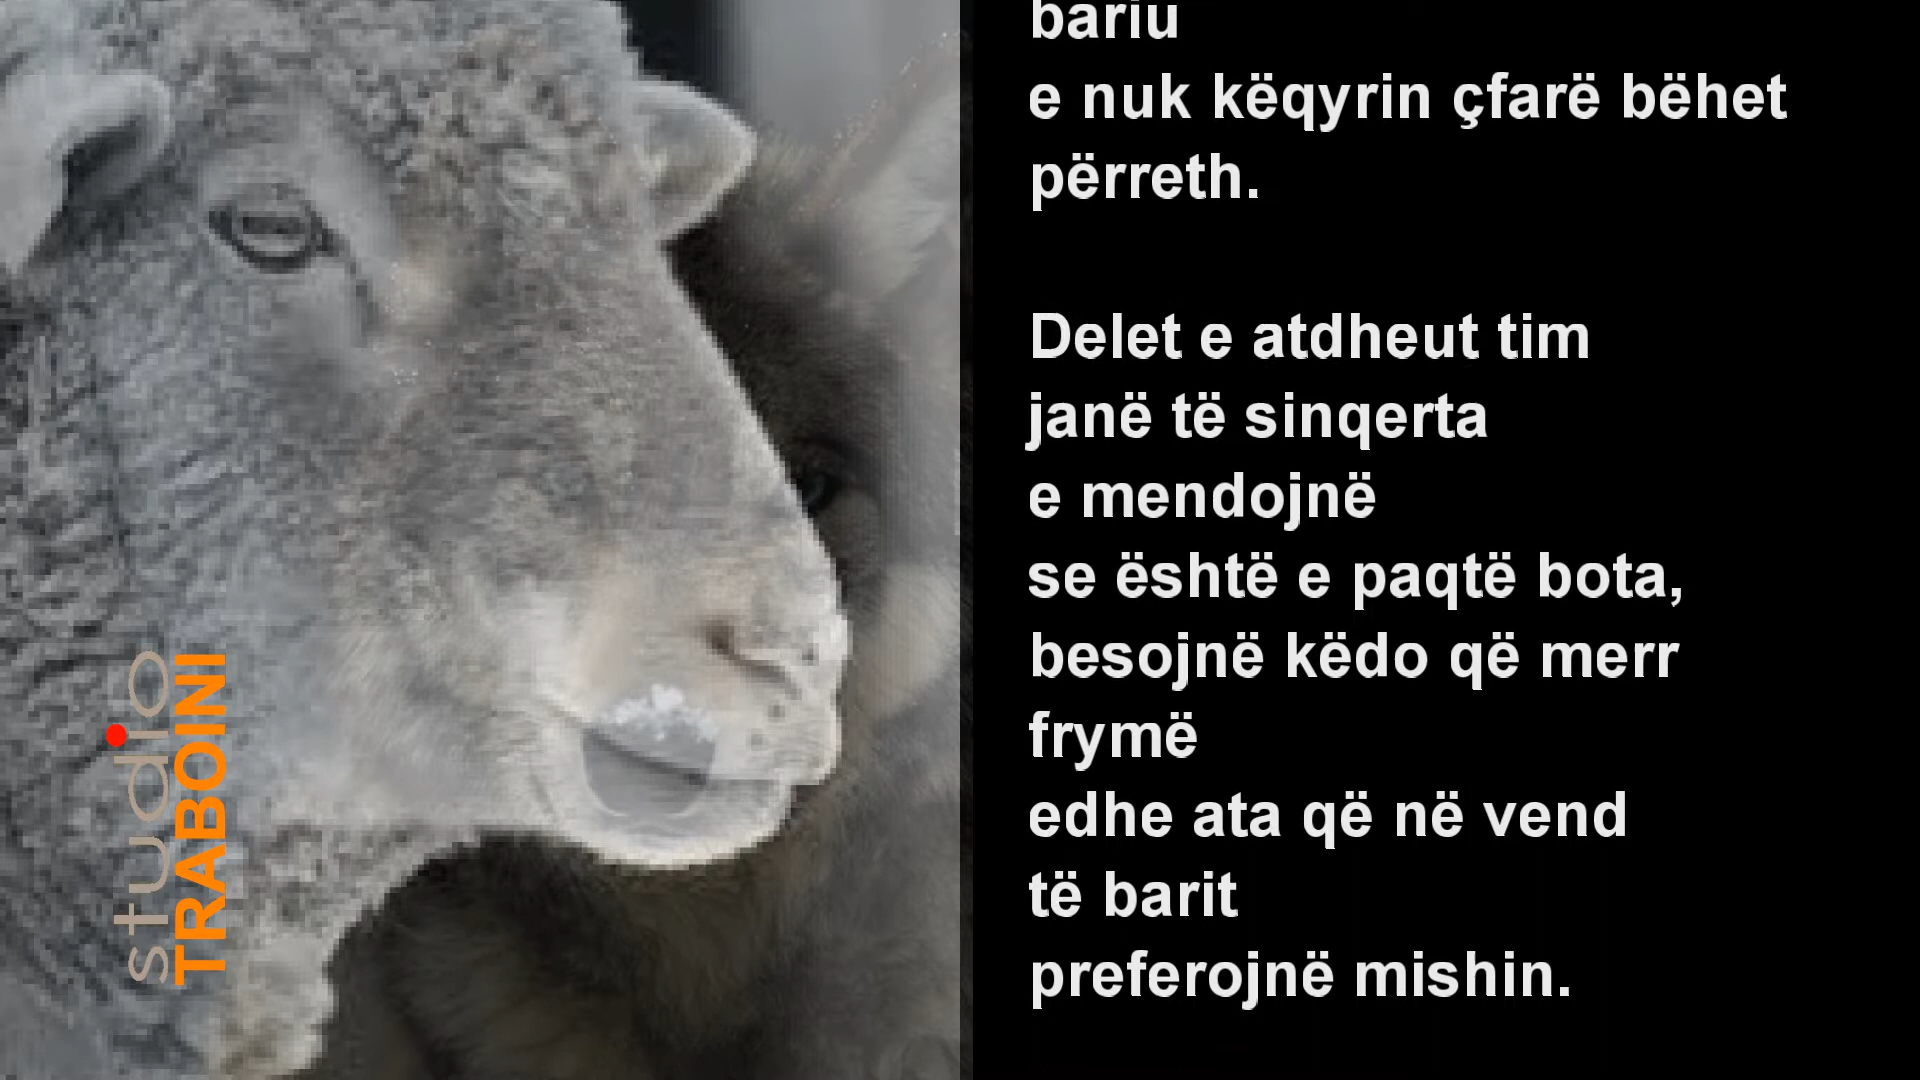 bariu
e nuk këqyrin çfarë bëhet
përreth.
Delet e atdheut tim
janë të sinqerta
e mendojnë
se është e paqtë bota,
besojnë këdo që merr
frymë
edhe ata që në vend
të barit
preferojnë mishin.
studio
TRABOINI